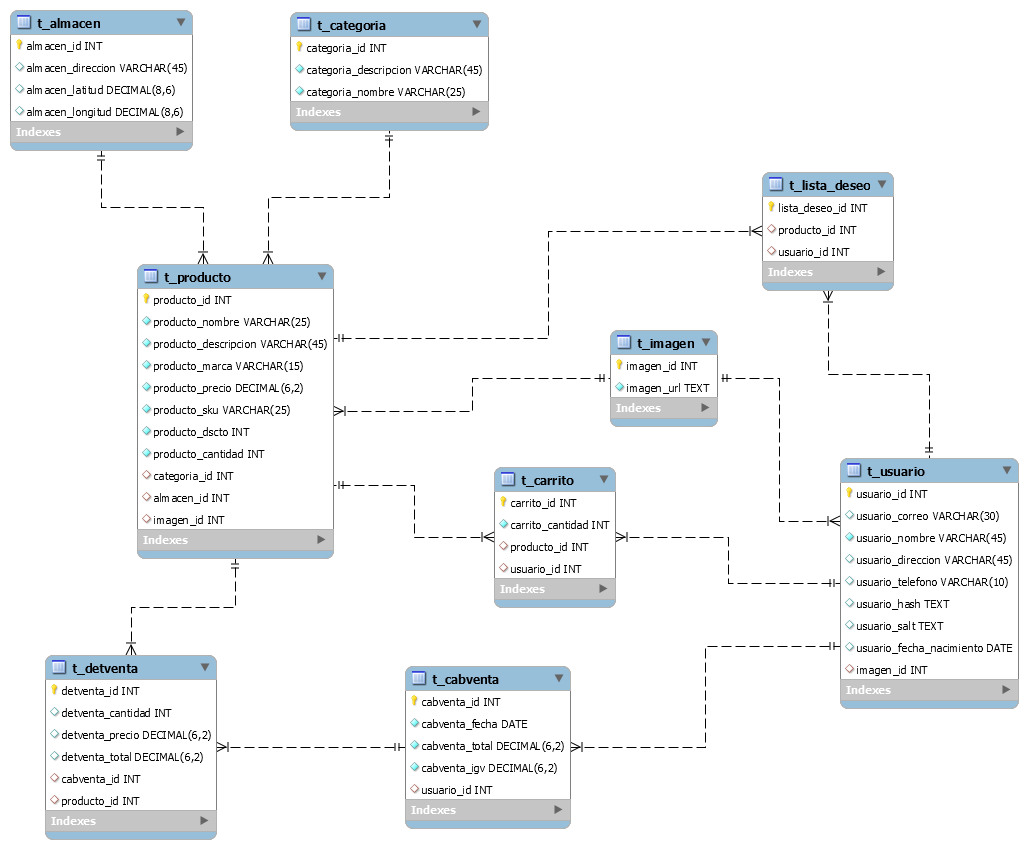 t_almacen
almacen_id INT
almacen_direccion VARCHAR(45)
almacen_latitud DECIMAL(8,6)
almacen_longitud DECIMAL(8,6)
Indexes
t_categoria
categoria_id INT
categoria_descripcion VARCHAR(45)
categoria_nombre VARCHAR(25)
Indexes
t_lista_deseo
lista_deseo_id INT
producto_id INT
usuario_id INT
Indexes
t_producto
producto_id INT
producto_nombre VARCHAR(25)
producto_descripcion VARCHAR(45)
producto_marca VARCHAR(15)
producto_precio DECIMAL(6,2)
producto_sku VARCHAR(25)
producto_dscto INT
producto_cantidad INT
categoria_id INT
almacen_id INT
imagen_id INT
Indexes
t_imagen
imagen_id INT
imagen_url TEXT
Indexes
t_carrito
carrito_id INT
carrito_cantidad INT
producto_id INT
usuario_id INT
Indexes
t_usuario
usuario_id INT
usuario_correo VARCHAR(30)
usuario_nombre VARCHAR(45)
usuario_direccion VARCHAR(45)
usuario_telefono VARCHAR(10)
usuario_hash TEXT
usuario_salt TEXT
usuario_fecha_nacimiento DATE
imagen_id INT
Indexes
t_detventa
detventa_id INT
detventa_cantidad INT
detventa_precio DECIMAL(6,2)
detventa_total DECIMAL(6,2)
cabventa_id INT
producto_id INT
Indexes
t_cabventa
cabventa_id INT
cabventa_fecha DATE
cabventa_total DECIMAL(6,2)
cabventa_igv DECIMAL(6,2)
usuario_id INT
Indexes